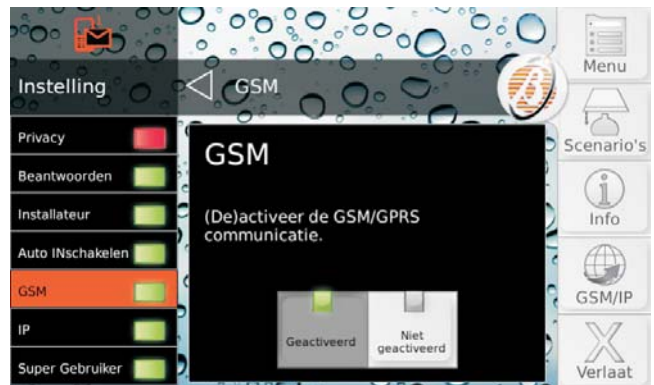 Instelling
GSM
Privacy
Beantwoorden
Installateur
Auto INschakelen
GSM
IP
Super Gebruiker
GSM
(De)activeer de GSM/GPRS
communicatie.
Geactiveerd
Niet
geactiveerd
Menu
Scenario's
Info
GSM/IP
Verlaat